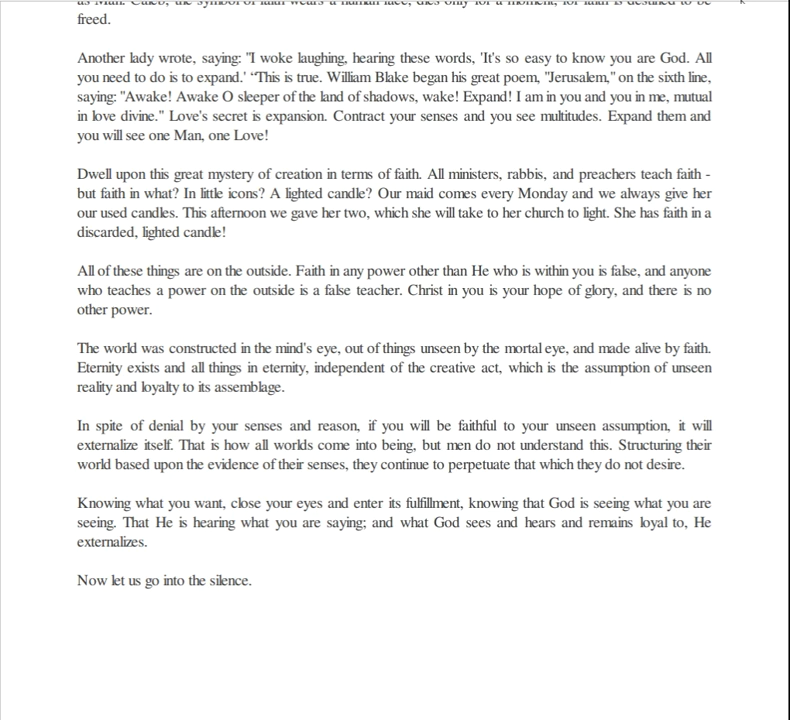 freed.
Another lady wrote, saying: "I woke laughing, hearing these words, 'It's so easy to know you are God. All
you need to do is to expand.' “This is true. William Blake began his great poem, "Jerusalem," on the sixth line,
saying: "Awake! Awake O sleeper of the land of shadows, wake! Expand! I am in you and you in me, mutual
in love divine." Love's secret is expansion. Contract your senses and you see multitudes. Expand them and
you will see one Man, one Love!
Dwell upon this great mystery of creation in terms of faith. All ministers, rabbis, and preachers teach faith -
but faith in what? In little icons? A lighted candle? Our maid comes every Monday and we always give her
our used candles. This afternoon we gave her two, which she will take to her church to light. She has faith in a
discarded, lighted candle!
All of these things are on the outside. Faith in any power other than He who is within you is false, and anyone
who teaches a power on the outside is a false teacher. Christ in you is your hope of glory, and there is no
other power.
The world was constructed in the mind's eye, out of things unseen by the mortal eye, and made alive by faith.
Eternity exists and all things in eternity, independent of the creative act, which is the assumption of unseen
reality and loyalty to its assemblage.
In spite of denial by your senses and reason, if you will be faithful to your unseen assumption, it will
externalize itself. That is how all worlds come into being, but men do not understand this. Structuring their
world based upon the evidence of their senses, they continue to perpetuate that which they do not desire.
Knowing what you want, close your eyes and enter its fulfillment, knowing that God is seeing what you are
seeing. That He is hearing what you are saying; and what God sees and hears and remains loyal to, He
externalizes.
Now let us go into the silence.